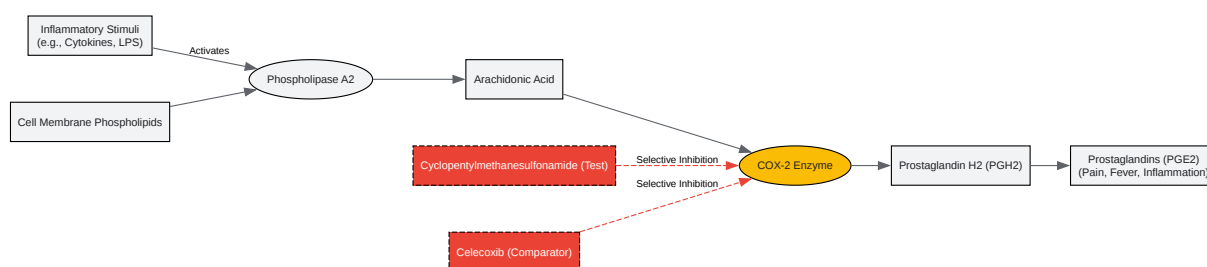 Inflammatory Stimuli
(e.g., Cytokines, LPS)
Activates
Cell Membrane Phospholipids
Phospholipase A2
Arachidonic Acid
Cyclopentylmethanesulfonamide (Test)
Selective Inhibition
Selective Inhibition
Celecoxib (Comparator)
COX-2 Enzyme
Prostaglandin H2 (PGH2)
Prostaglandins (PGE2)
(Pain, Fever, Inflammation)